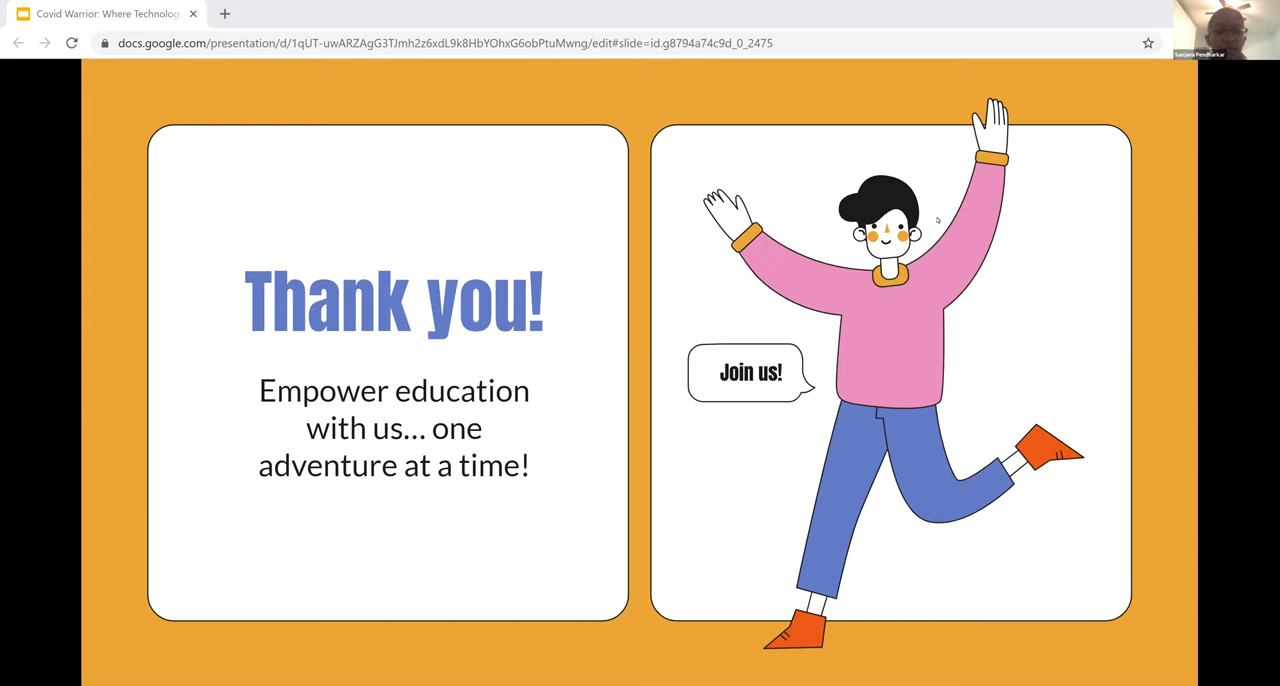 Covid Warrior: Where Technolog
docs.google.com/presentation/d/1qUT-uwARZAgG3TJmh2z6xdL9k8HbYOhxG6obPtuMwng/edit#slide=id.g8794a74c9d_0_2475
Sanjana Pendharkar
Thank you!
Empower education
with us... one
adventure at a time!
Join us!